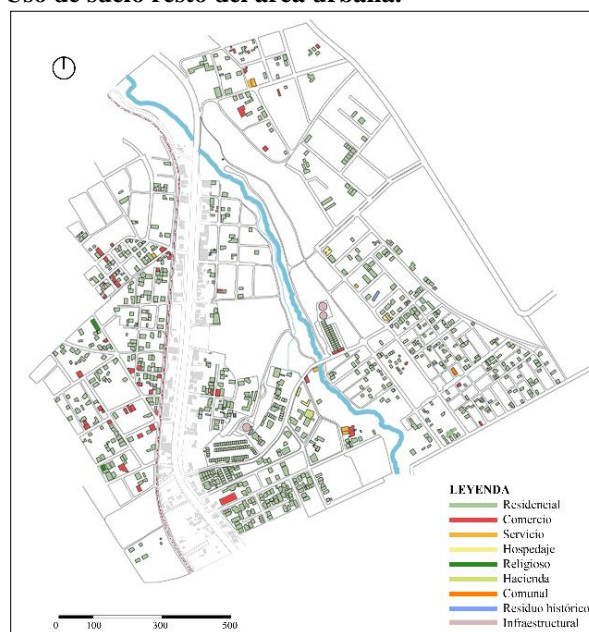 Uso de suelo resto del área urbana.
LEYENDA
Residencial
Comercio
Servicio
Hospedaje
Religioso
Hacienda
Comunal
Residuo histórico
Infraestructural
0 100 300 500